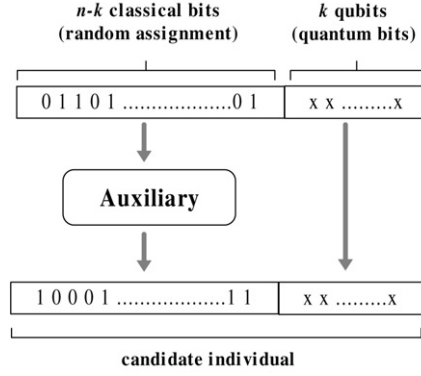 n-k classical bits
(random assignment)
k qubits
(quantum bits)
0 1 1 0 1 ....................0 1
x x .........x
Auxiliary
1 0 0 0 1 ....................1 1
x x .........x
candidate individual